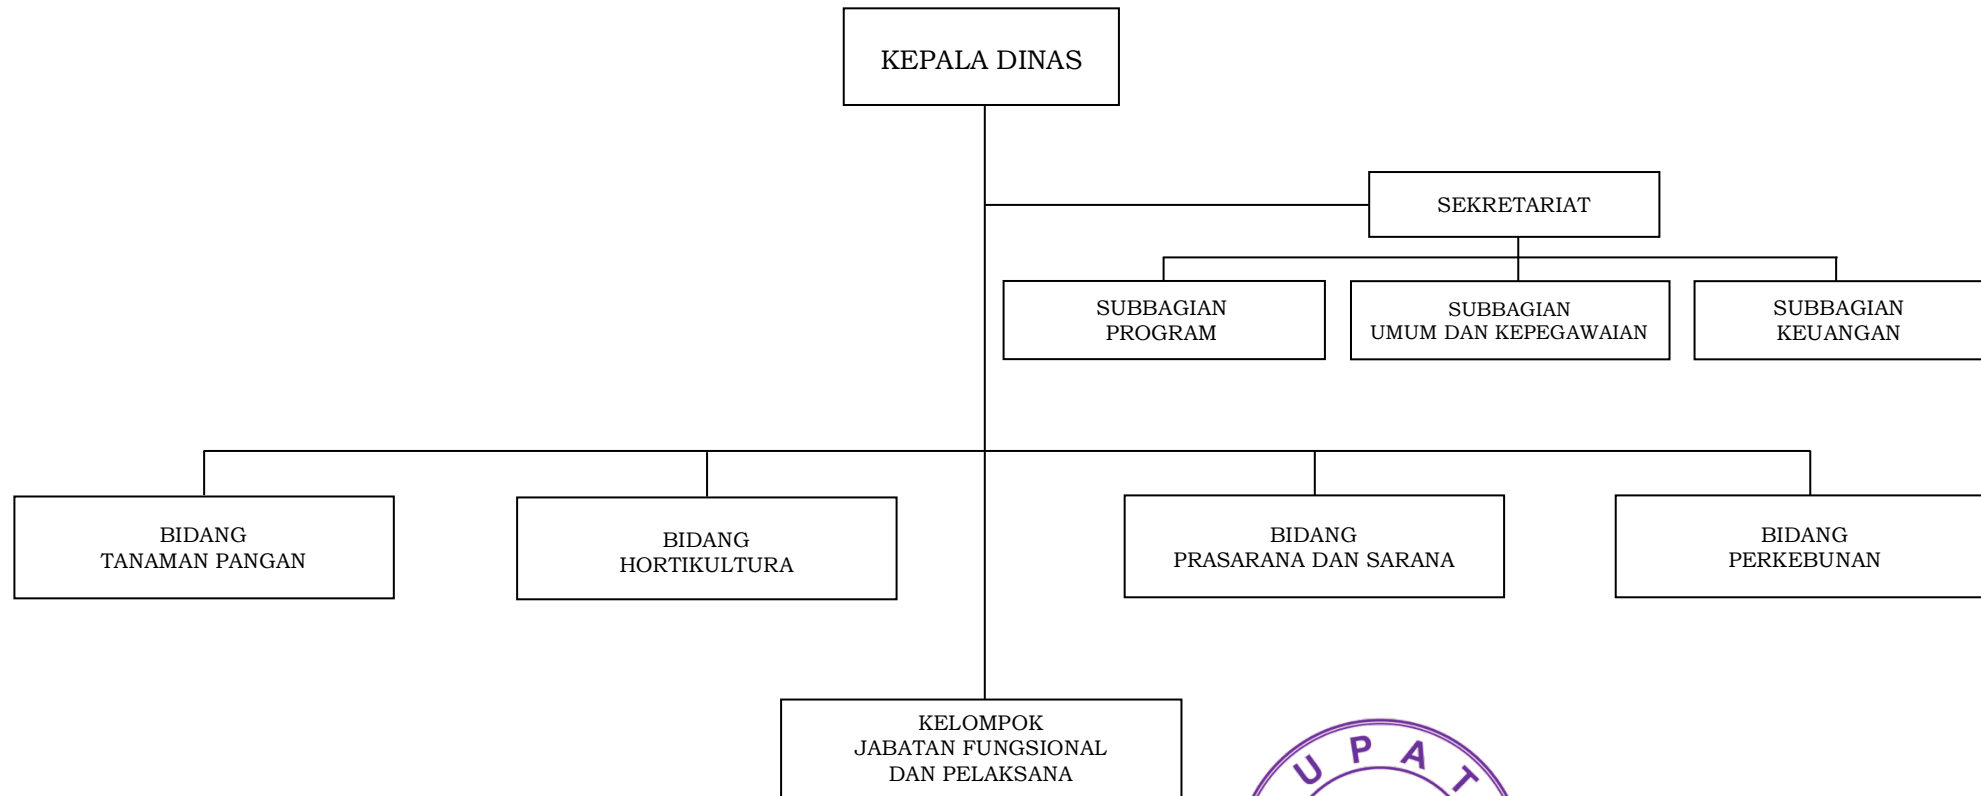 KEPALA DINAS
SEKRETARIAT
SUBBAGIAN
PROGRAM
SUBBAGIAN
UMUM DAN KEPEGAWAIAN
SUBBAGIAN
KEUANGAN
BIDANG
TANAMAN PANGAN
BIDANG
HORTIKULTURA
BIDANG
PRASARANA DAN SARANA
BIDANG
PERKEBUNAN
KELOMPOK
JABATAN FUNGSIONAL
DAN PELAKSANA
UPAT